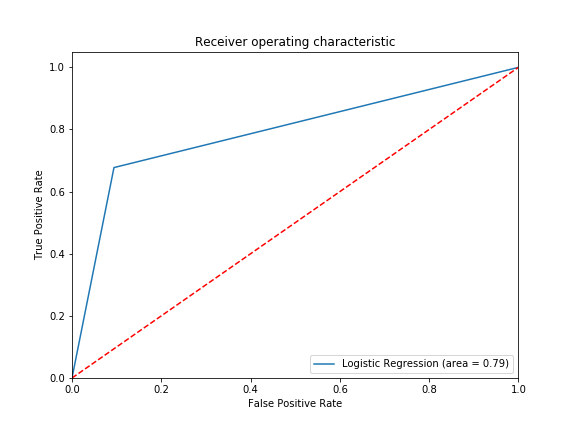 Receiver operating characteristic
1.0
0.8
0.6
0.4
0.2
0.0
True Positive Rate
Logistic Regression (area = 0.79)
0.0 0.2 0.4 0.6 0.8 1.0
False Positive Rate